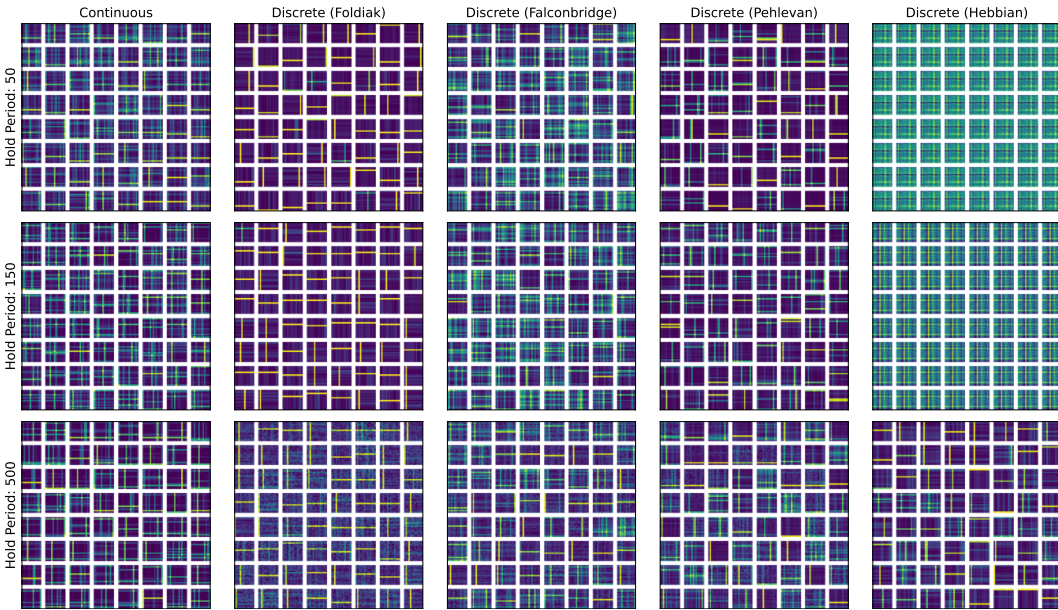 Continuous
Discrete (Foldiak)
Discrete (Falconbridge)
Discrete (Pehlevan)
Discrete (Hebbian)
Hold Period: 50
Hold Period: 150
Hold Period: 500